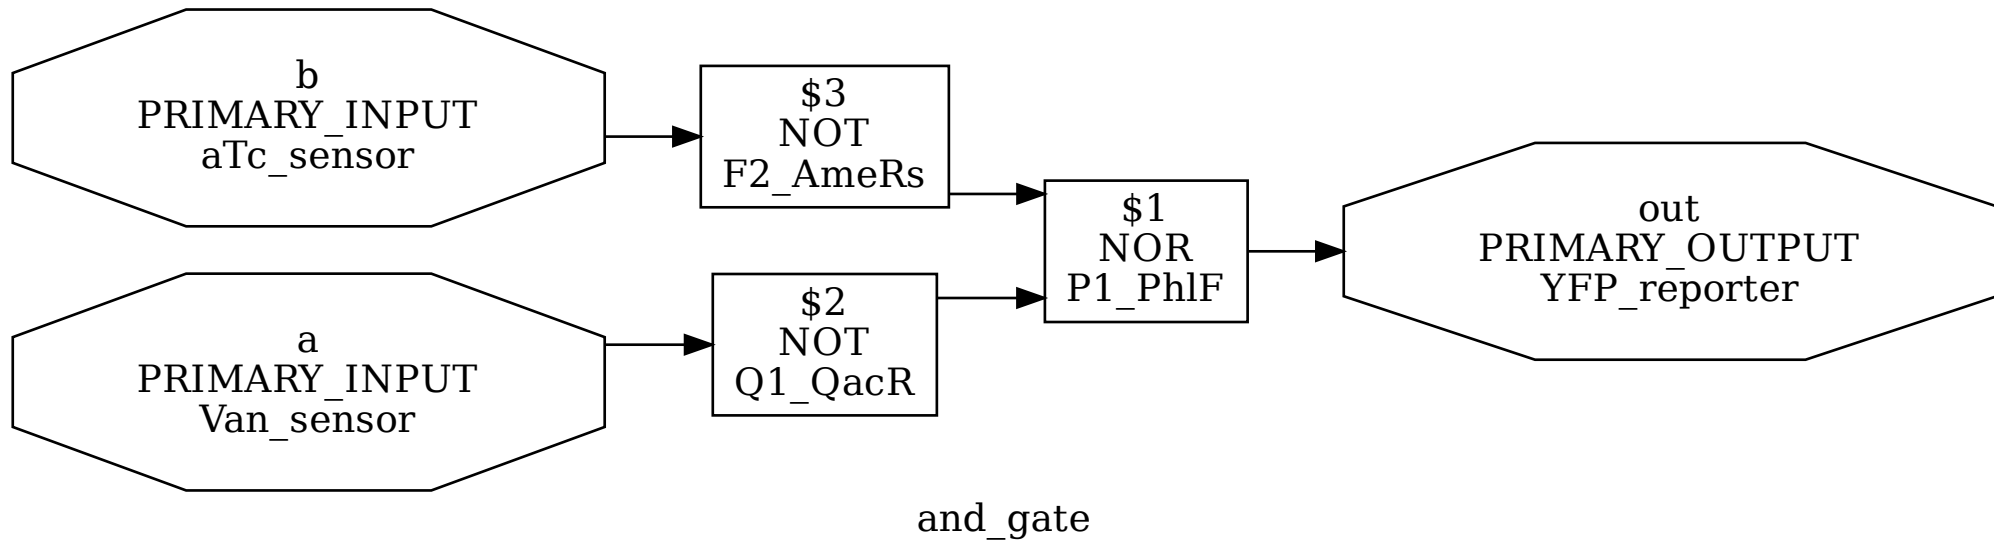 b
PRIMARY_INPUT
aTc_sensor
$3
NOT
F2_AmeRs
a
PRIMARY_INPUT
Van_sensor
$2
NOT
Q1_QacR
$1
NOR
P1_PhlF
out
PRIMARY_OUTPUT
YFP_reporter
and_gate